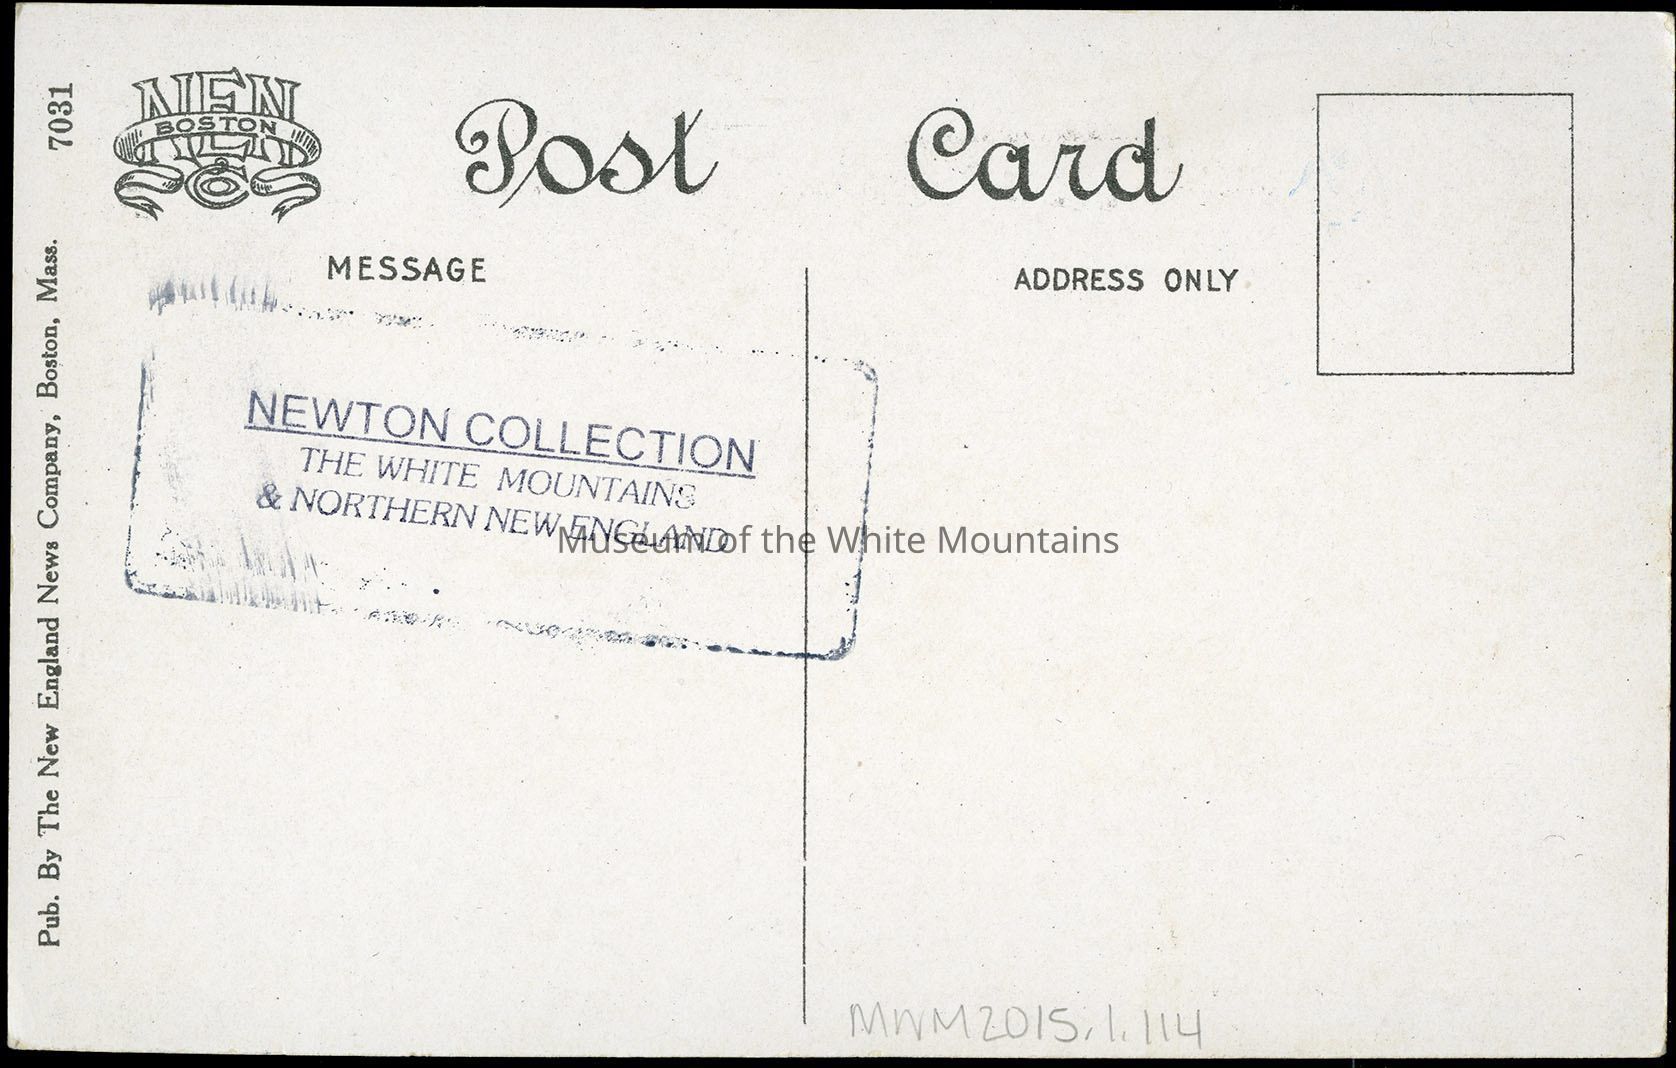 7031
NEN
BOSTON
Co
Post Card
MESSAGE
ADDRESS ONLY
Pub. By The New England News Company, Boston, Mass.
NEWTON COLLECTION
THE WHITE MOUNTAINS
& NORTHERN NEW ENGLAND
Museum of the White Mountains
MWM2015.1.114